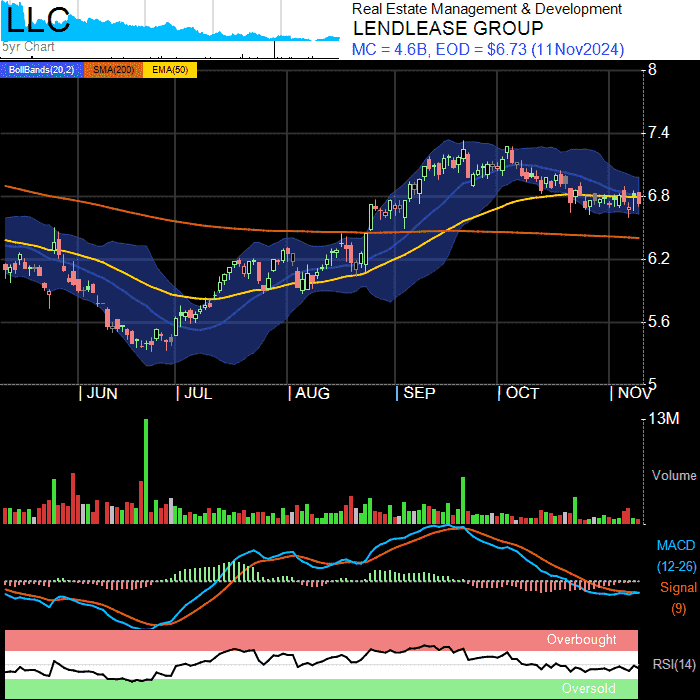 LLC
5yr Chart
Real Estate Management & Development
LENDLEASE GROUP
MC = 4.6B, EOD = $6.73 (11Nov2024)
BollBands(20,2) SMA(200) EMA(50)
8
7.4
6.8
6.2
5.6
5
JUN JUL AUG SEP OCT NOV
13M
Volume
MACD
(12-26)
Signal
(9)
Overbought
RSI(14)
Oversold